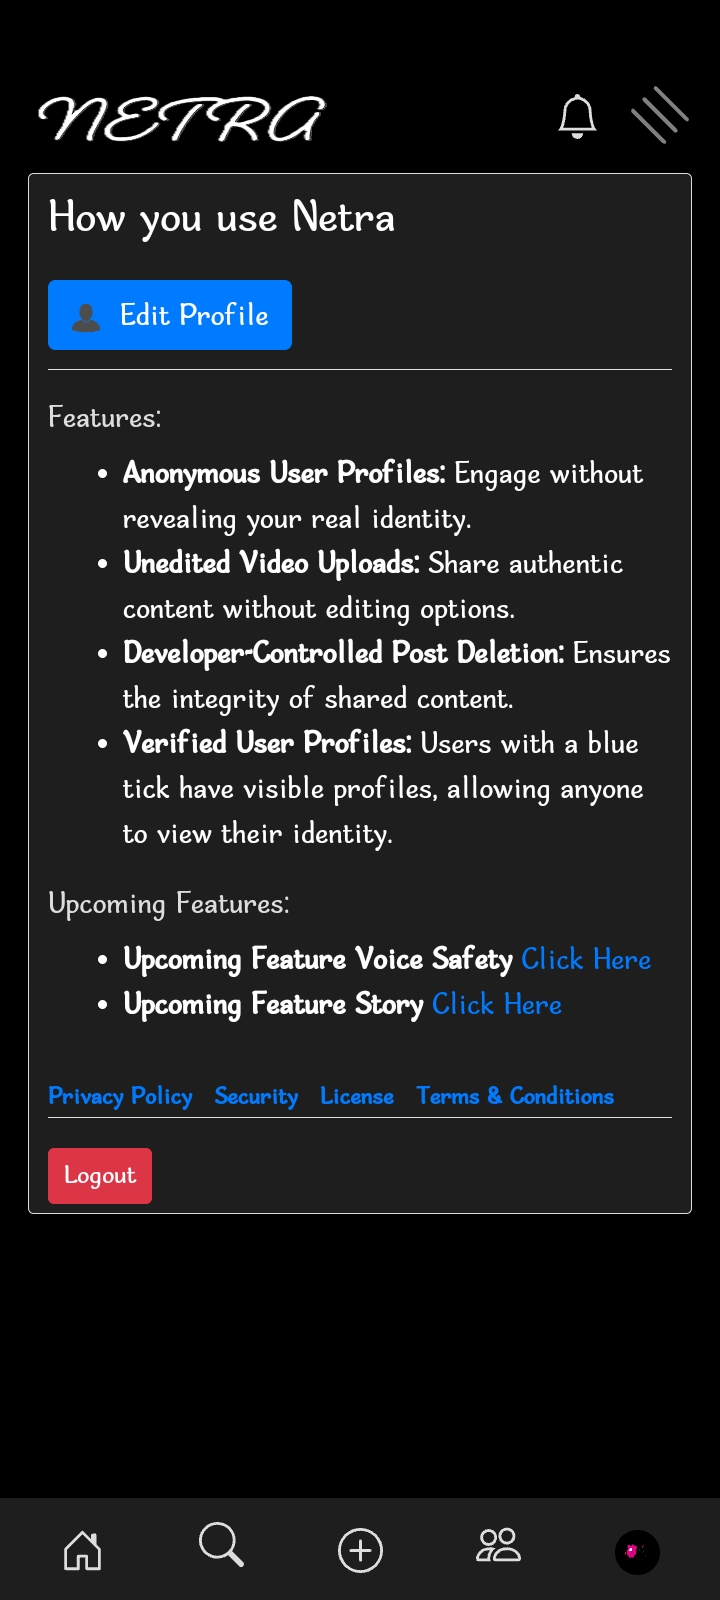 NETRA
How you use Netra
Edit Profile
Features:
• Anonymous User Profiles: Engage without
revealing your real identity.
• Unedited Video Uploads: Share authentic
content without editing options.
• Developer-Controlled Post Deletion: Ensures
the integrity of shared content.
• Verified User Profiles: Users with a blue
tick have visible profiles, allowing anyone
to view their identity.
Upcoming Features:
• Upcoming Feature Voice Safety Click Here
• Upcoming Feature Story Click Here
Privacy Policy Security License Terms & Conditions
Logout